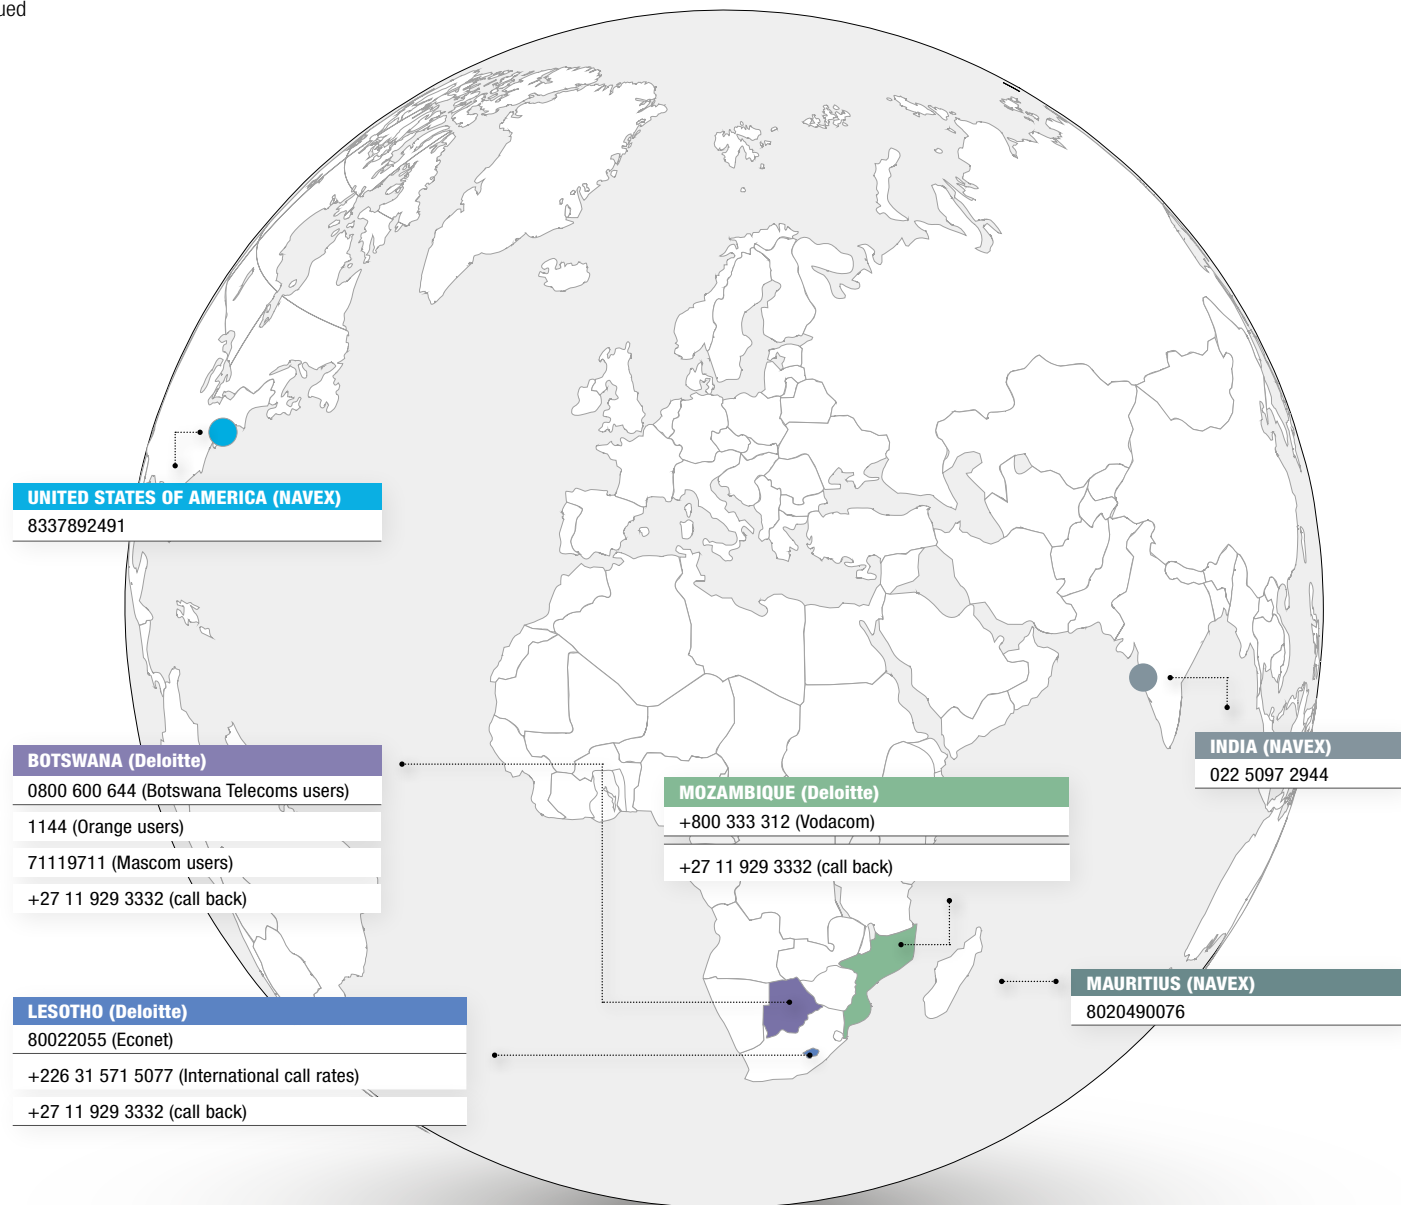 ued
UNITED STATES OF AMERICA (NAVEX)
8337892491
BOTSWANA (Deloitte)
0800 600 644 (Botswana Telecoms users)
1144 (Orange users)
71119711 (Mascom users)
+27 11 929 3332 (call back)
MOZAMBIQUE (Deloitte)
+800 333 312 (Vodacom)
+27 11 929 3332 (call back)
INDIA (NAVEX)
022 5097 2944
MAURITIUS (NAVEX)
8020490076
LESOTHO (Deloitte)
80022055 (Econet)
+226 31 571 5077 (International call rates)
+27 11 929 3332 (call back)